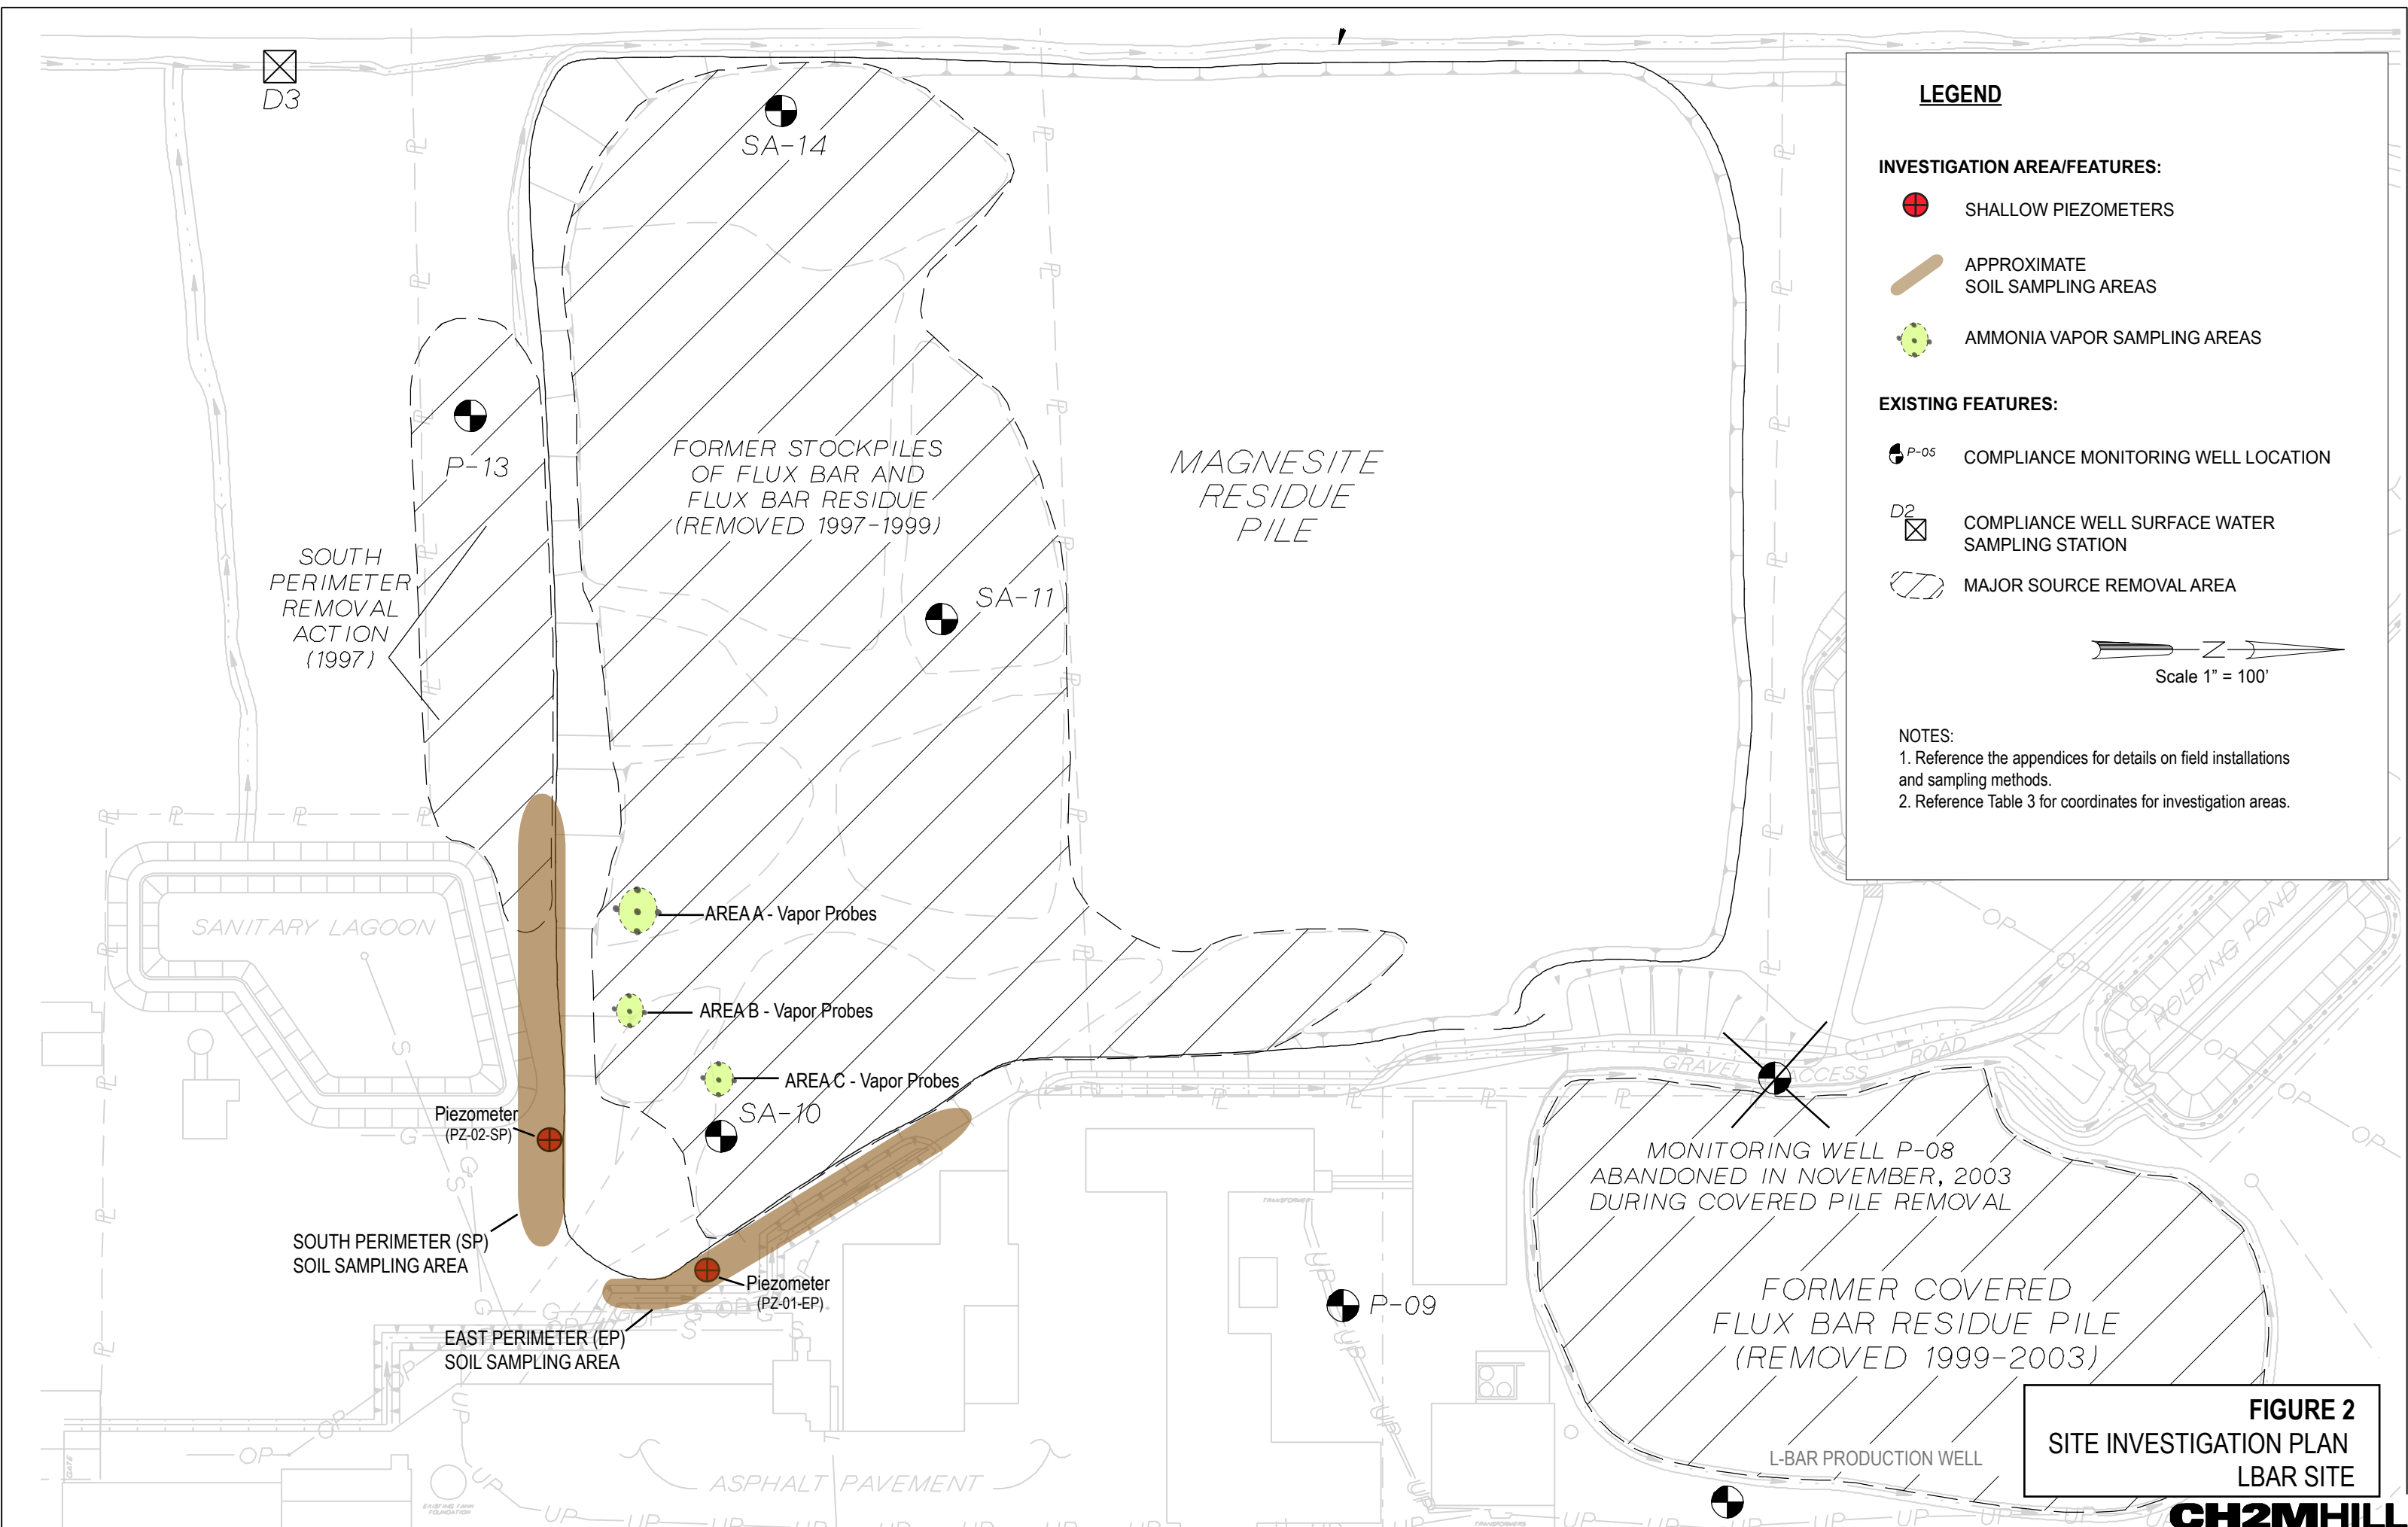 D3
SA-14
P-13
FORMER STOCKPILES
OF FLUX BAR AND
FLUX BAR RESIDUE
(REMOVED 1997-1999)
MAGNESITE
RESIDUE
PILE
SOUTH
PERIMETER
REMOVAL
ACTION
(1997)
SA-11
SANITARY LAGOON
AREA A - Vapor Probes
AREA B - Vapor Probes
AREA C - Vapor Probes
SA-10
Piezometer
(PZ-02-SP)
SOUTH PERIMETER (SP)
SOIL SAMPLING AREA
Piezometer
(PZ-01-EP)
EAST PERIMETER (EP)
SOIL SAMPLING AREA
P-09
GRAVEL ACCESS ROAD
HOLDING POND
MONITORING WELL P-08
ABANDONED IN NOVEMBER, 2003
DURING COVERED PILE REMOVAL
FORMER COVERED
FLUX BAR RESIDUE PILE
(REMOVED 1999-2003)
L-BAR PRODUCTION WELL
ASPHALT PAVEMENT
TRANSFORMER
EXISTING TANK
FOUNDATION
GATE
TRANSFORMERS
LEGEND
INVESTIGATION AREA/FEATURES:
SHALLOW PIEZOMETERS
APPROXIMATE
SOIL SAMPLING AREAS
AMMONIA VAPOR SAMPLING AREAS
EXISTING FEATURES:
P-05 COMPLIANCE MONITORING WELL LOCATION
D2
COMPLIANCE WELL SURFACE WATER
SAMPLING STATION
MAJOR SOURCE REMOVAL AREA
Z
Scale 1" = 100'
NOTES:
1. Reference the appendices for details on field installations
and sampling methods.
2. Reference Table 3 for coordinates for investigation areas.
FIGURE 2
SITE INVESTIGATION PLAN
LBAR SITE
CH2MHILL